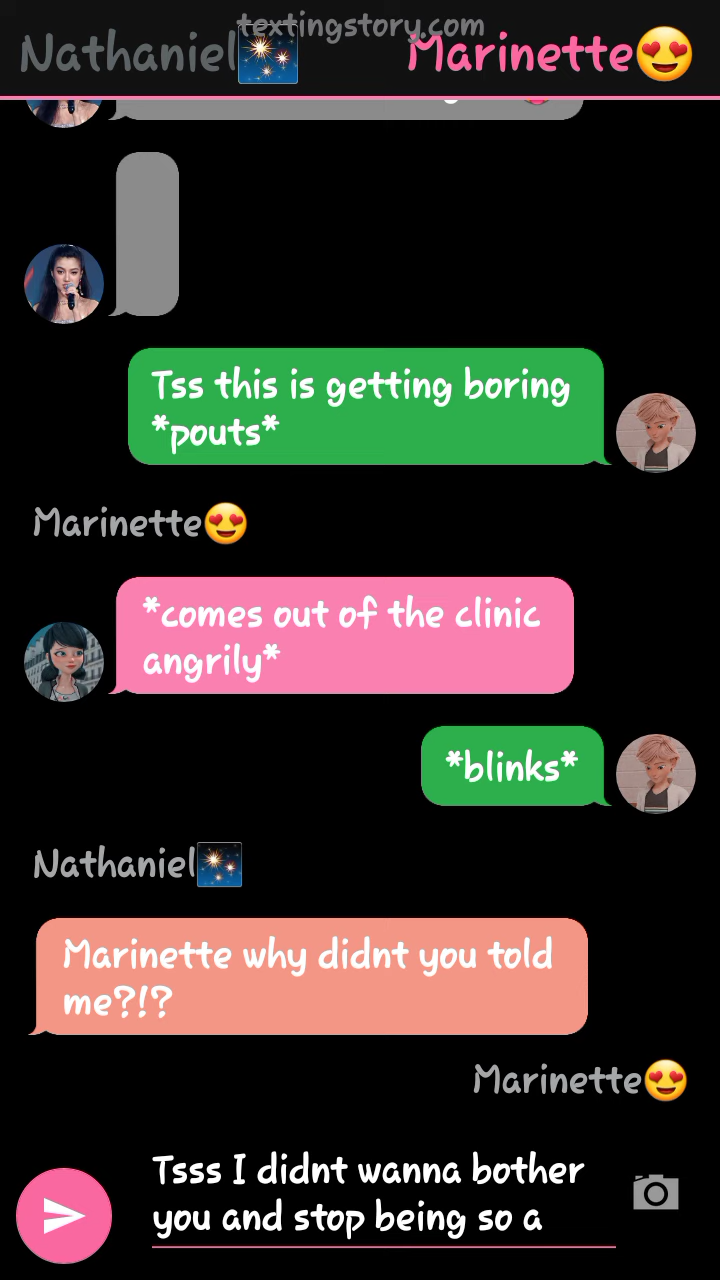 textingstory.com
Nathaniel🎇 Marinette😍
Tss this is getting boring
*pouts*
Marinette😍
*comes out of the clinic
angrily*
*blinks*
Nathaniel🎇
Marinette why didnt you told
me?!?
Marinette😍
Tsss I didnt wanna bother
you and stop being so a